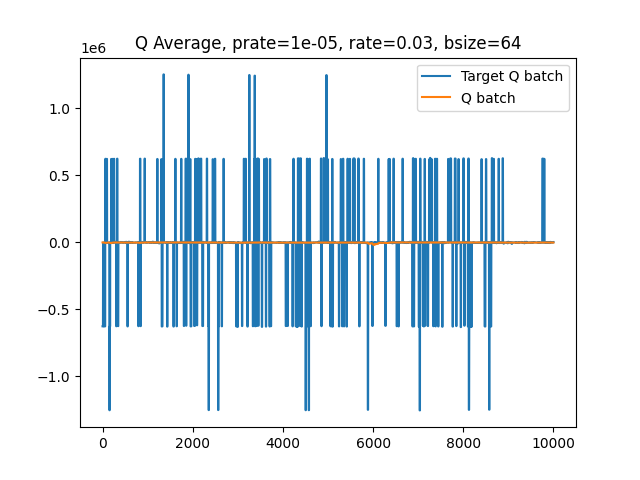 Q Average, prate=1e-05, rate=0.03, bsize=64
1e6
Target Q batch
Q batch
1.0
0.5
0.0
−0.5
−1.0
0 2000 4000 6000 8000 10000